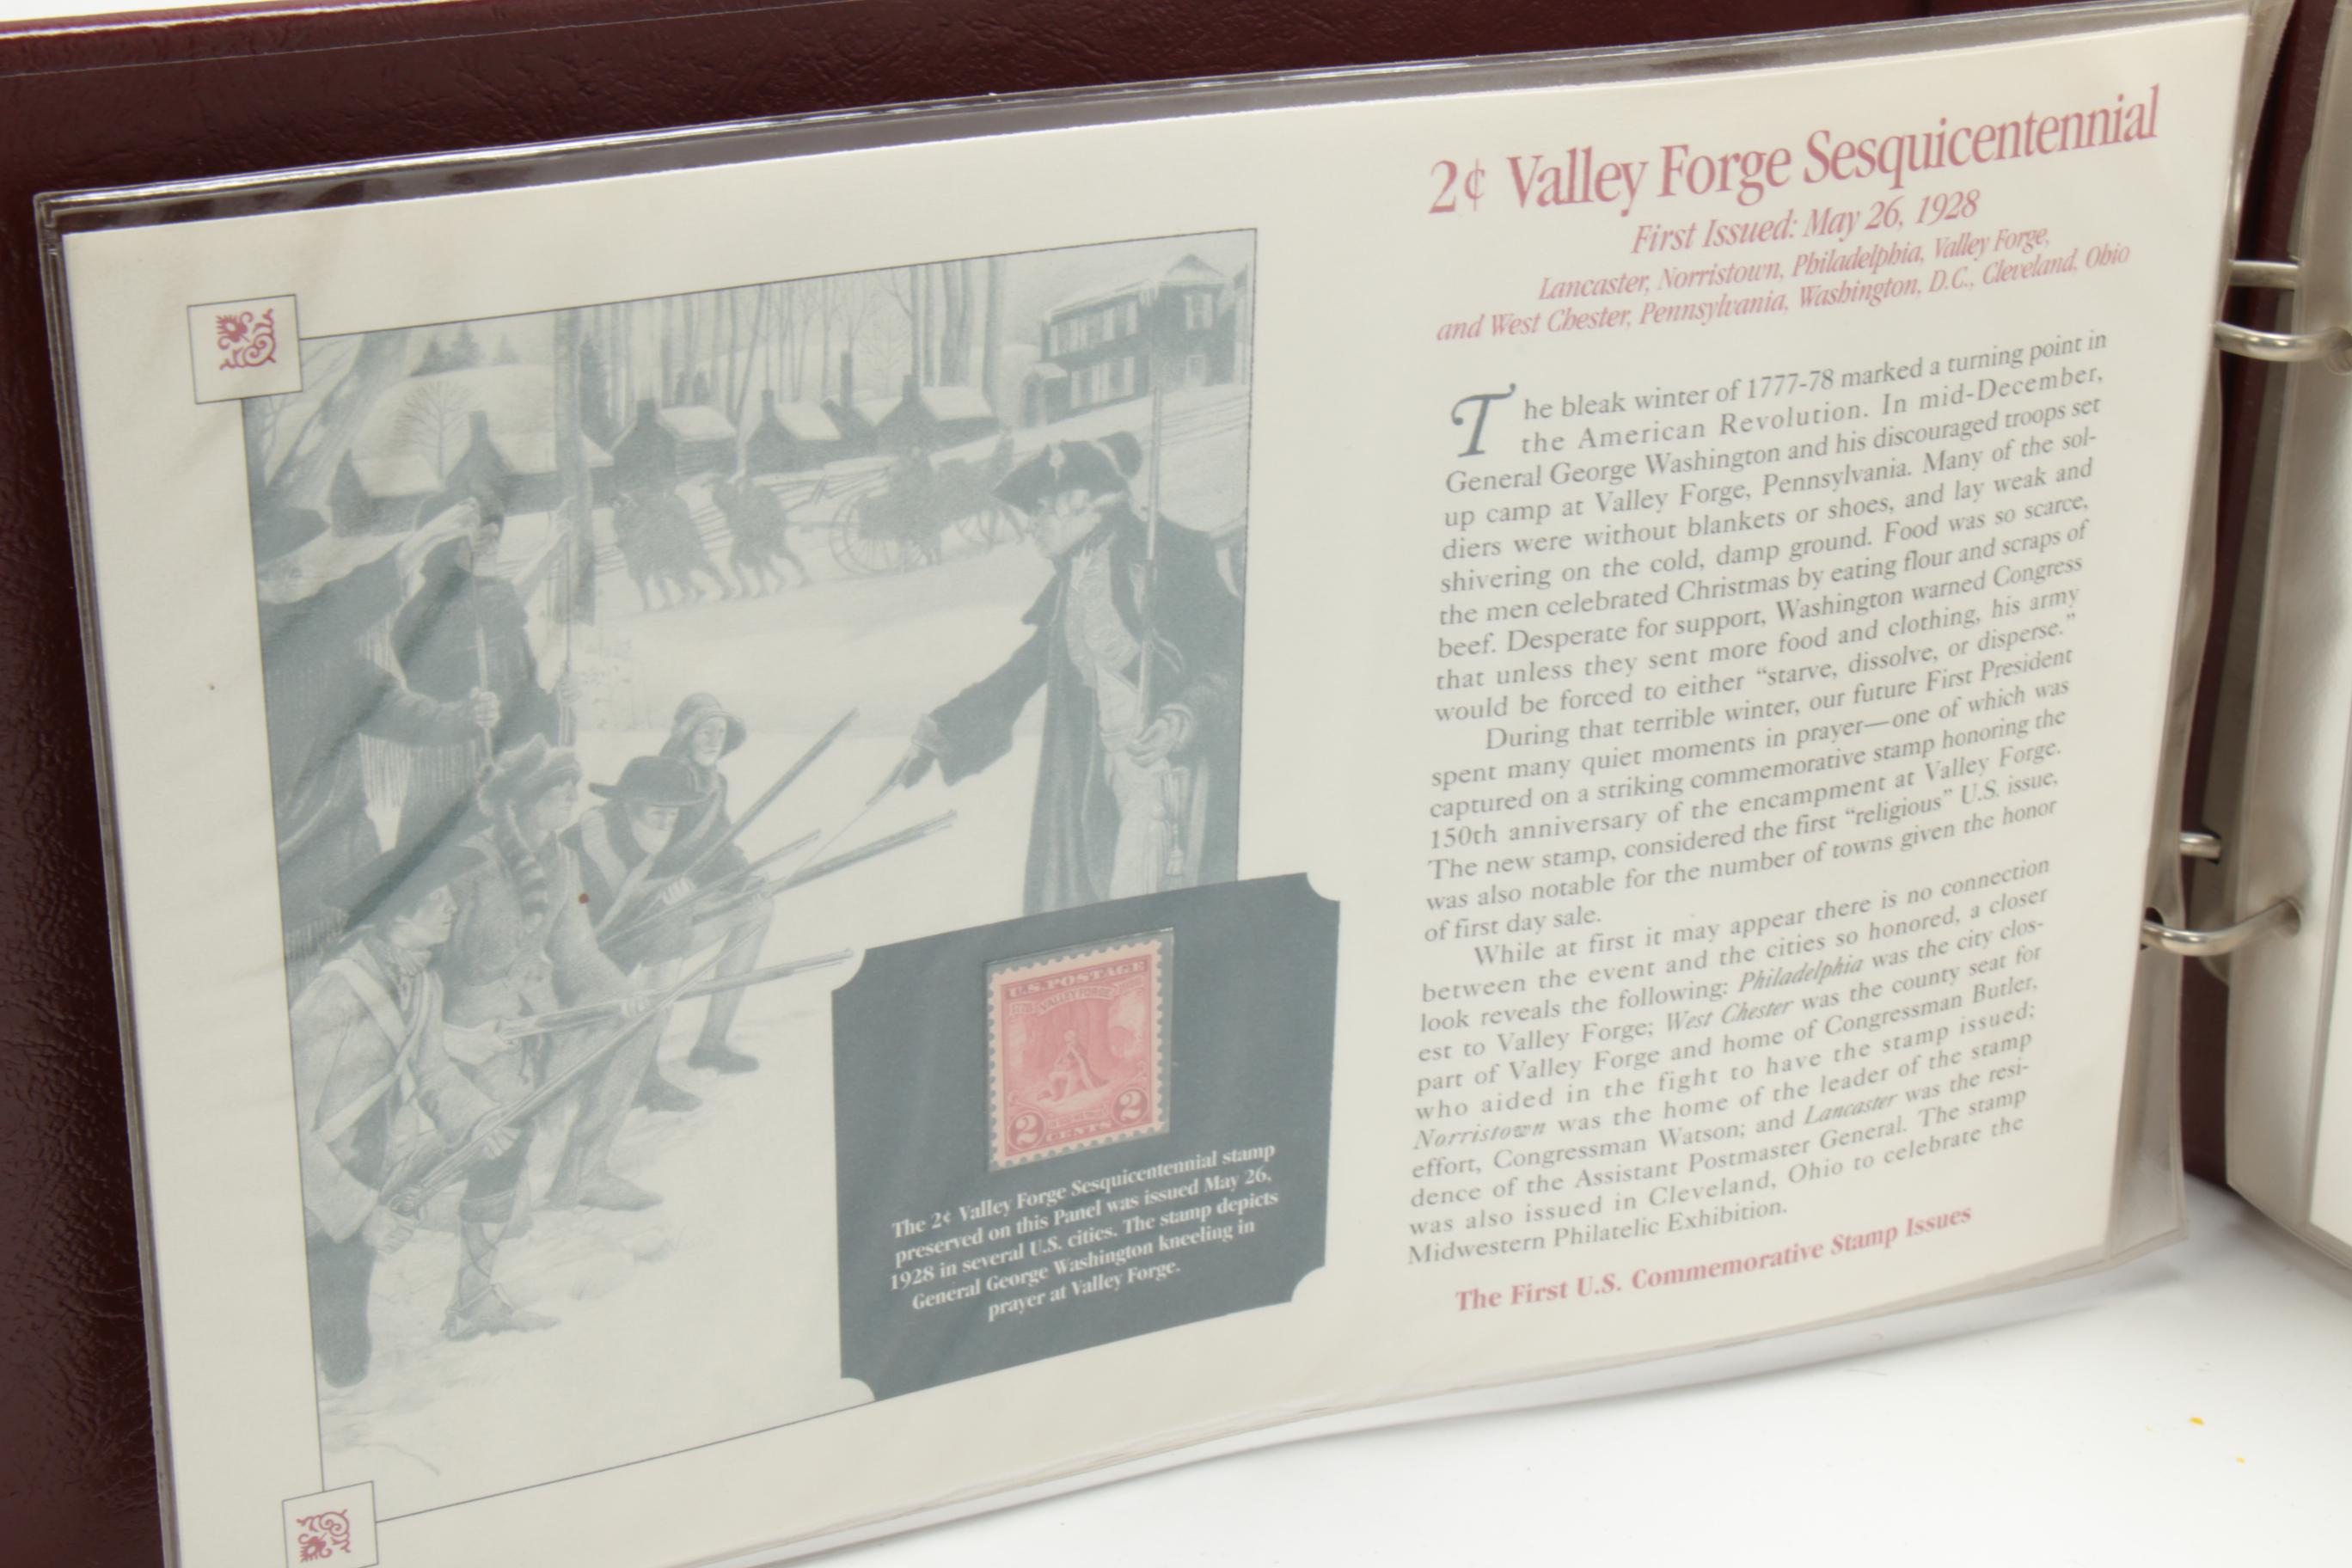 2¢ Valley Forge Sesquicentennial
First Issued: May 26, 1928
Lancaster, Norristown, Philadelphia, Valley Forge,
and West Chester, Pennsylvania, Washington, D.C., Cleveland, Ohio
The bleak winter of 1777-78 marked a turning point in
the American Revolution. In mid-December,
General George Washington and his discouraged troops set
up camp at Valley Forge, Pennsylvania. Many of the sol-
diers were without blankets or shoes, and lay weak and
shivering on the cold, damp ground. Food was so scarce,
the men celebrated Christmas by eating flour and scraps of
beef. Desperate for support, Washington warned Congress
that unless they sent more food and clothing, his army
would be forced to either “starve, dissolve, or disperse.”
During that terrible winter, our future First President
spent many quiet moments in prayer—one of which was
captured on a striking commemorative stamp honoring the
150th anniversary of the encampment at Valley Forge.
The new stamp, considered the first “religious” U.S. issue,
was also notable for the number of towns given the honor
of first day sale.
While at first it may appear there is no connection
between the event and the cities so honored, a closer
look reveals the following: Philadelphia was the city clos-
est to Valley Forge; West Chester was the county seat for
part of Valley Forge and home of Congressman Butler,
who aided in the fight to have the stamp issued;
Norristown was the home of the leader of the stamp
effort, Congressman Watson; and Lancaster was the resi-
dence of the Assistant Postmaster General. The stamp
was also issued in Cleveland, Ohio to celebrate the
Midwestern Philatelic Exhibition.
The First U.S. Commemorative Stamp Issues
U.S. POSTAGE
VALLEY FORGE
2 2
CENTS
The 2¢ Valley Forge Sesquicentennial stamp
preserved on this Panel was issued May 26,
1928 in several U.S. cities. The stamp depicts
General George Washington kneeling in
prayer at Valley Forge.